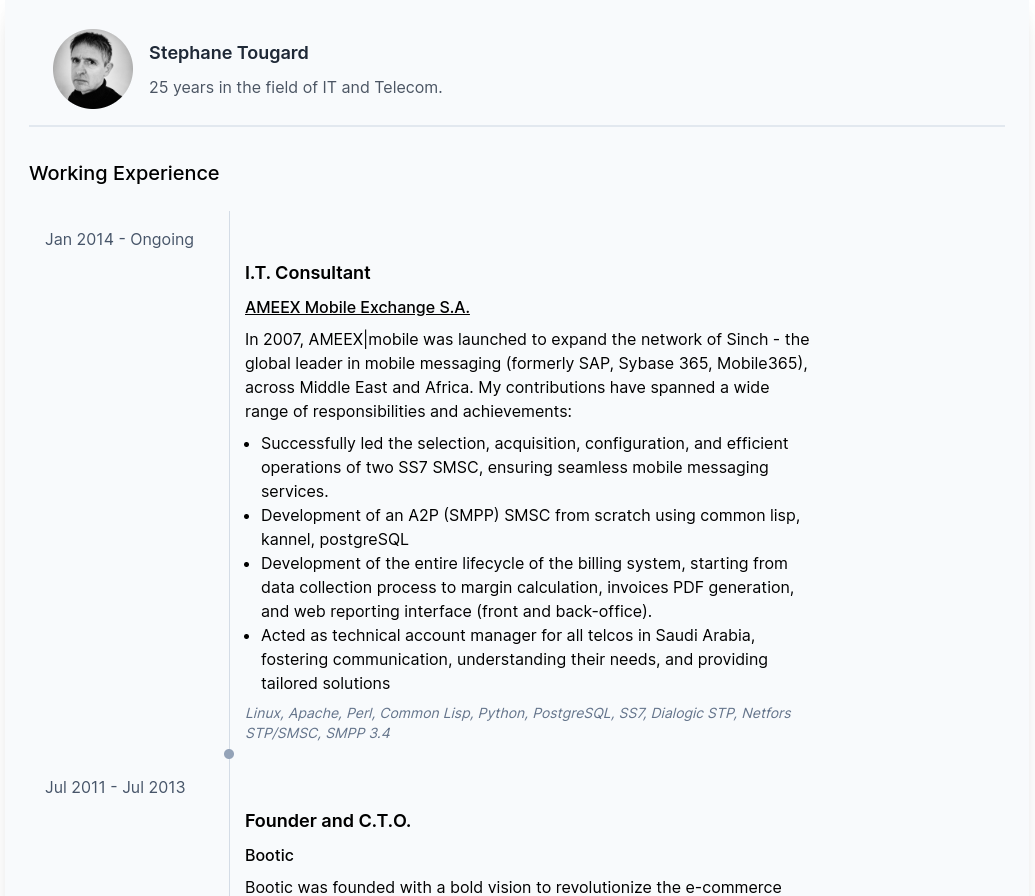 Stephane Tougard
25 years in the field of IT and Telecom.
Working Experience
Jan 2014 - Ongoing
I.T. Consultant
AMEEX Mobile Exchange S.A.
In 2007, AMEEX|mobile was launched to expand the network of Sinch - the
global leader in mobile messaging (formerly SAP, Sybase 365, Mobile365),
across Middle East and Africa. My contributions have spanned a wide
range of responsibilities and achievements:
• Successfully led the selection, acquisition, configuration, and efficient
operations of two SS7 SMSC, ensuring seamless mobile messaging
services.
• Development of an A2P (SMPP) SMSC from scratch using common lisp,
kannel, postgreSQL
• Development of the entire lifecycle of the billing system, starting from
data collection process to margin calculation, invoices PDF generation,
and web reporting interface (front and back-office).
• Acted as technical account manager for all telcos in Saudi Arabia,
fostering communication, understanding their needs, and providing
tailored solutions
Linux, Apache, Perl, Common Lisp, Python, PostgreSQL, SS7, Dialogic STP, Netfors
STP/SMSC, SMPP 3.4
Jul 2011 - Jul 2013
Founder and C.T.O.
Bootic
Bootic was founded with a bold vision to revolutionize the e-commerce